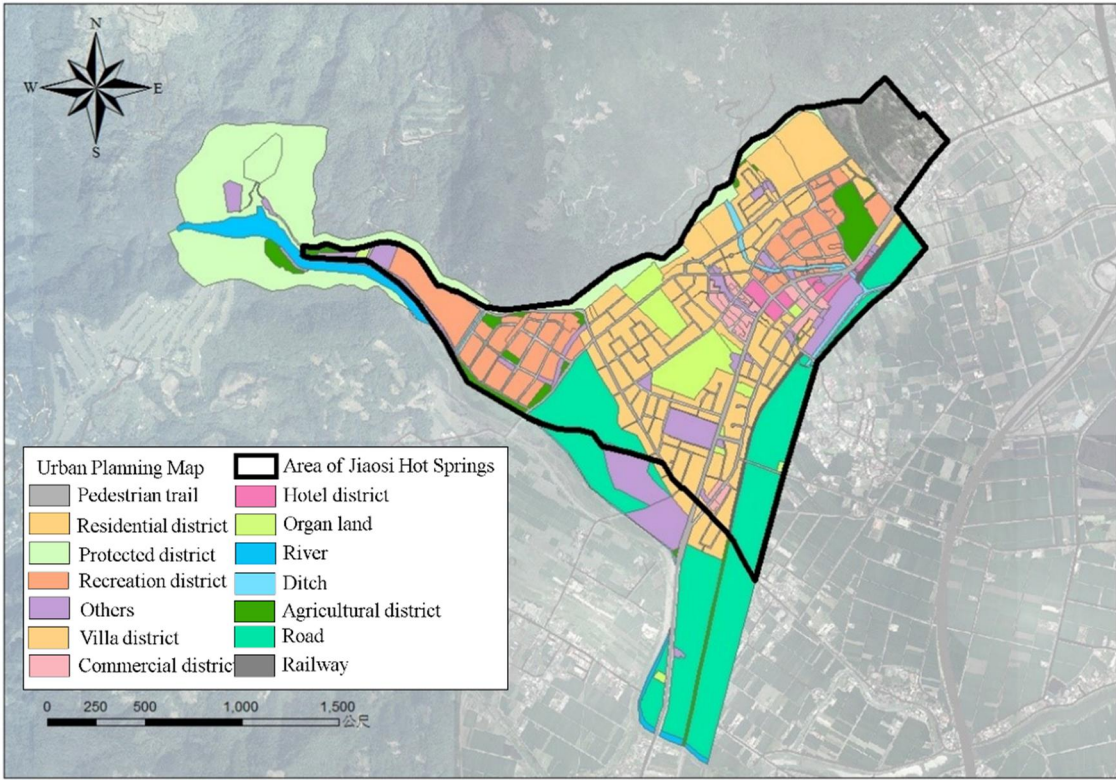 N
W E
S
Urban Planning Map
Pedestrian trail
Residential district
Protected district
Recreation district
Others
Villa district
Commercial distric
Area of Jiaosi Hot Springs
Hotel district
Organ land
River
Ditch
Agricultural district
Road
Railway
0 250 500 1,000 1,500
公尺